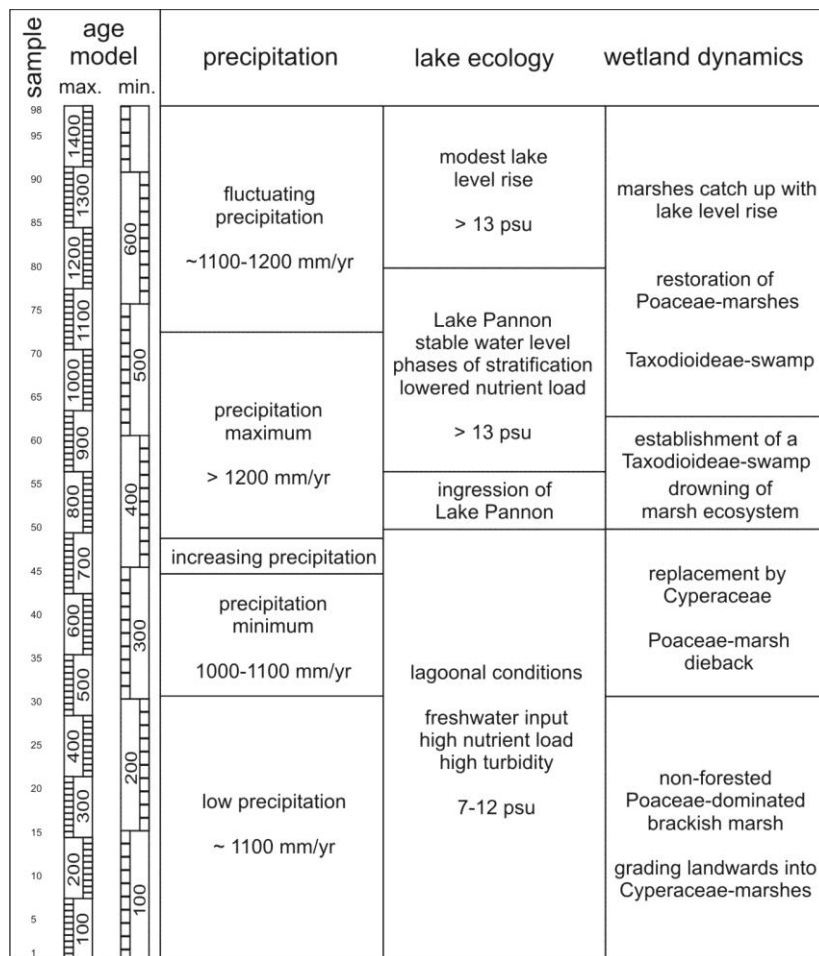 sample
age
model
max.
min.
precipitation
lake ecology
wetland dynamics
98
95
90
85
80
75
70
65
60
55
50
45
40
35
30
25
20
15
10
5
1
1400
1300
1200
1100
1000
900
800
700
600
500
400
300
200
100
600
500
400
300
200
100
fluctuating
precipitation
~1100-1200 mm/yr
precipitation
maximum
> 1200 mm/yr
increasing precipitation
precipitation
minimum
1000-1100 mm/yr
low precipitation
~ 1100 mm/yr
modest lake
level rise
> 13 psu
Lake Pannon
stable water level
phases of stratification
lowered nutrient load
> 13 psu
ingression of
Lake Pannon
lagoonal conditions
freshwater input
high nutrient load
high turbidity
7-12 psu
marshes catch up with
lake level rise
restoration of
Poaceae-marshes
Taxodioideae-swamp
establishment of a
Taxodioideae-swamp
drowning of
marsh ecosystem
replacement by
Cyperaceae
Poaceae-marsh
dieback
non-forested
Poaceae-dominated
brackish marsh
grading landwards into
Cyperaceae-marshes